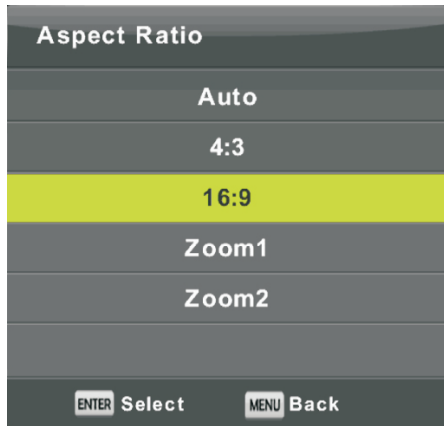 Aspect Ratio
Auto
4:3
16:9
Zoom1
Zoom2
ENTER Select MENU Back